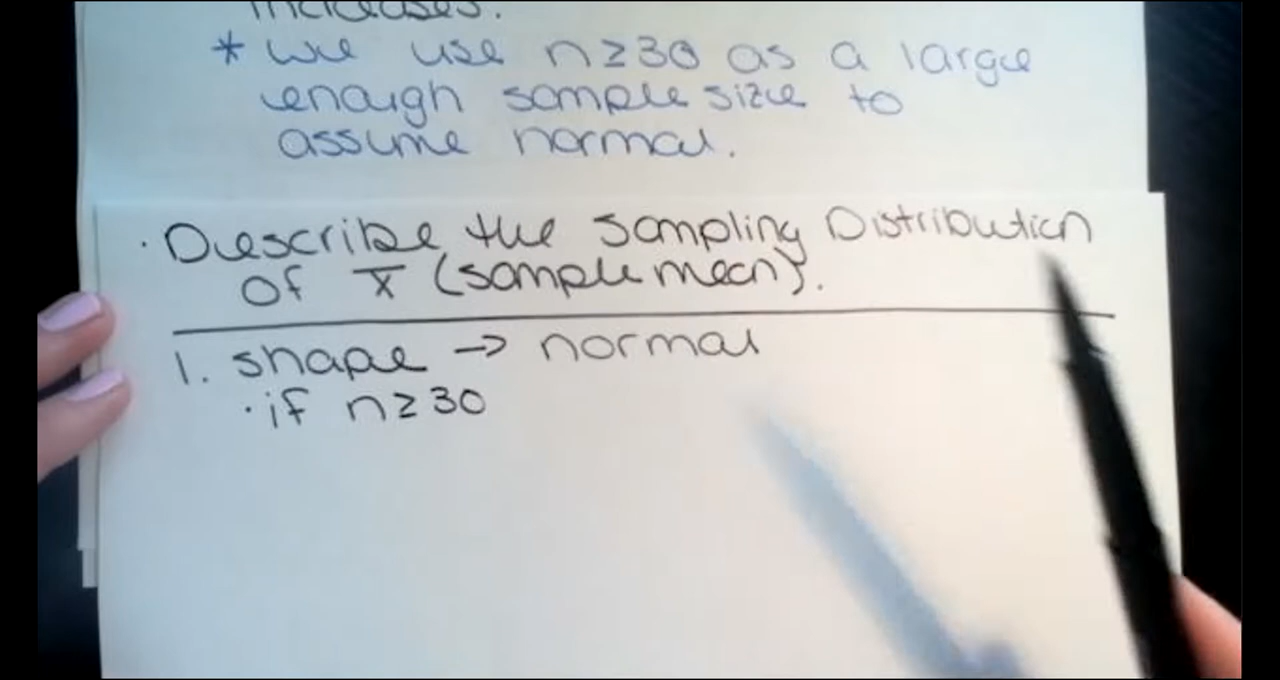 increases.
* we use n≥30 as a large
enough sample size to
assume normal.
· Describe the Sampling Distribution
of x̄ (sample mean).
1. shape → normal
· if n≥30